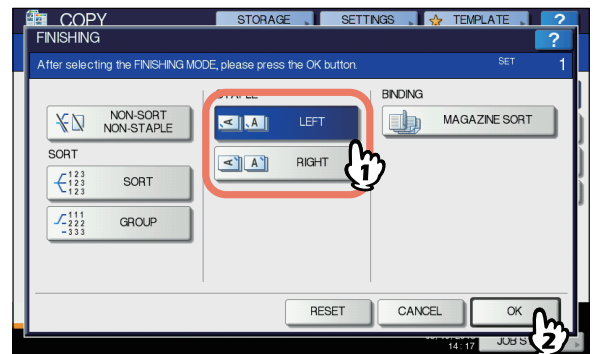 COPY STORAGE SETTINGS TEMPLATE ?
FINISHING ?
After selecting the FINISHING MODE, please press the OK button. SET 1
NON-SORT
NON-STAPLE
SORT
123
123
123
SORT
111
222
333
GROUP
A A LEFT
A A RIGHT
1
BINDING
MAGAZINE SORT
RESET CANCEL OK
14:17 JOB S
2